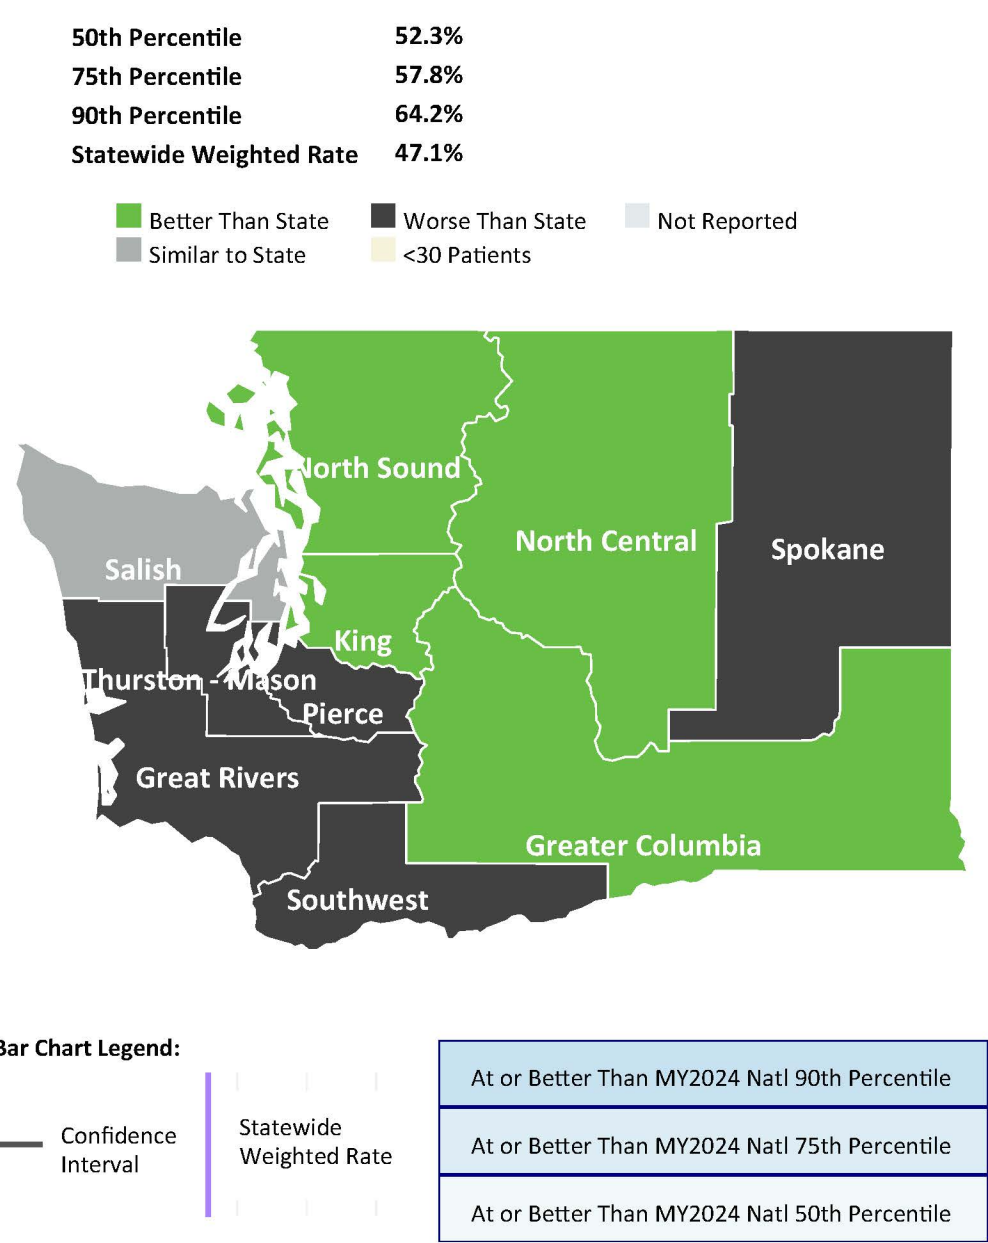 50th Percentile 52.3%
75th Percentile 57.8%
90th Percentile 64.2%
Statewide Weighted Rate 47.1%
Better Than State Worse Than State Not Reported
Similar to State <30 Patients
North Sound
North Central
Spokane
Salish
King
Thurston - Mason
Pierce
Great Rivers
Greater Columbia
Southwest
Bar Chart Legend:
Confidence
Interval
Statewide
Weighted Rate
At or Better Than MY2024 Natl 90th Percentile
At or Better Than MY2024 Natl 75th Percentile
At or Better Than MY2024 Natl 50th Percentile